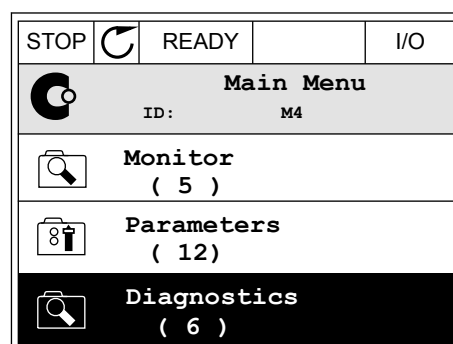 STOP READY I/O
Main Menu
ID: M4
Monitor
( 5 )
Parameters
( 12)
Diagnostics
( 6 )